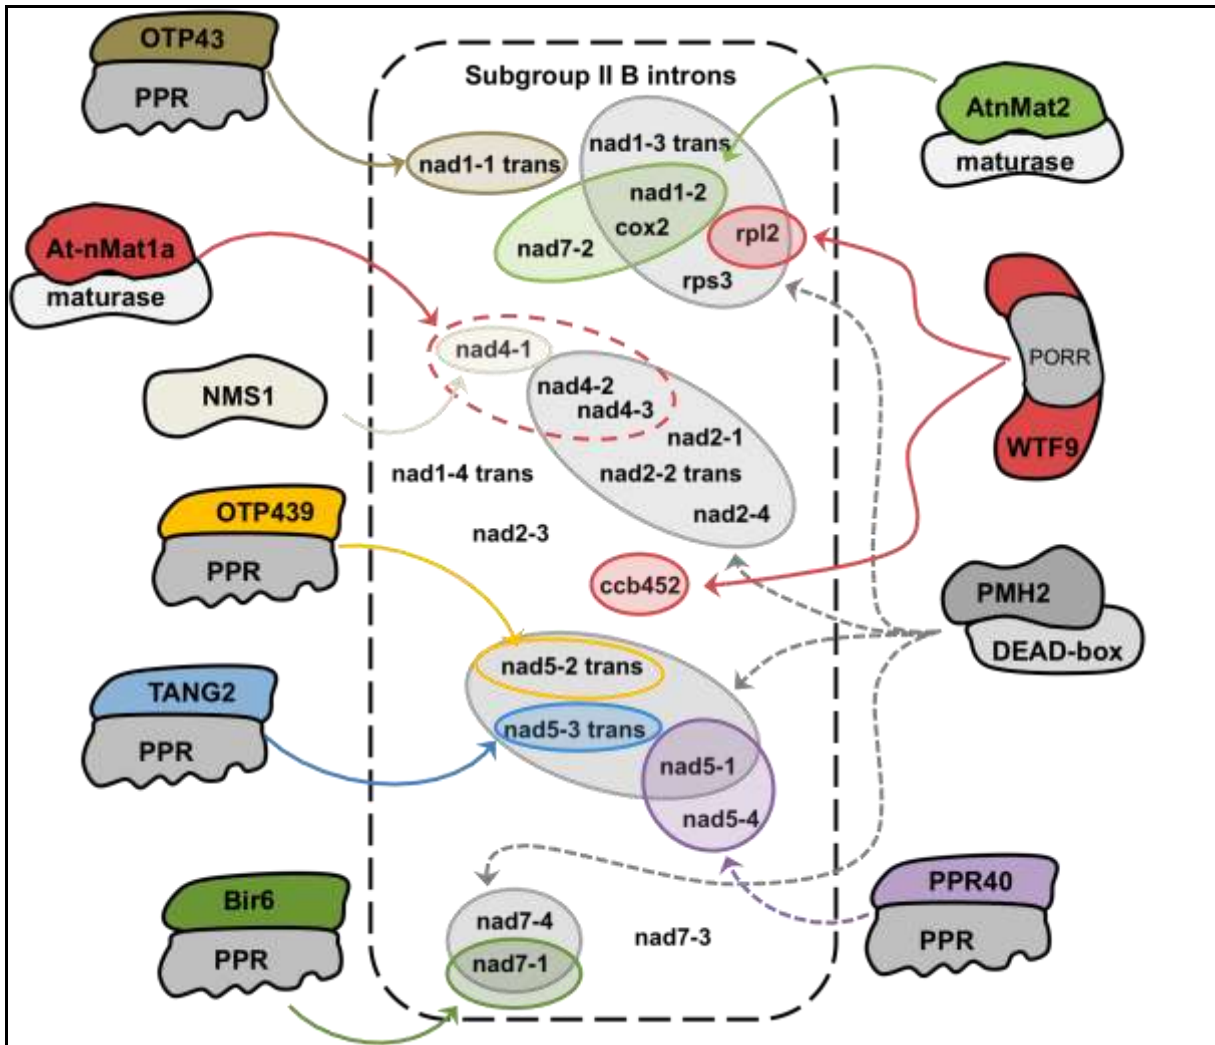 OTP43
PPR
Subgroup II B introns
AtnMat2
maturase
nad1-1 trans
nad1-3 trans
nad1-2
cox2
nad7-2
rpl2
rps3
At-nMat1a
maturase
PORR
WTF9
nad4-1
NMS1
nad4-2
nad4-3
nad2-1
nad1-4 trans
nad2-2 trans
nad2-4
nad2-3
OTP439
PPR
ccb452
PMH2
DEAD-box
nad5-2 trans
TANG2
PPR
nad5-3 trans
nad5-1
nad5-4
Bir6
PPR
PPR40
PPR
nad7-4
nad7-3
nad7-1